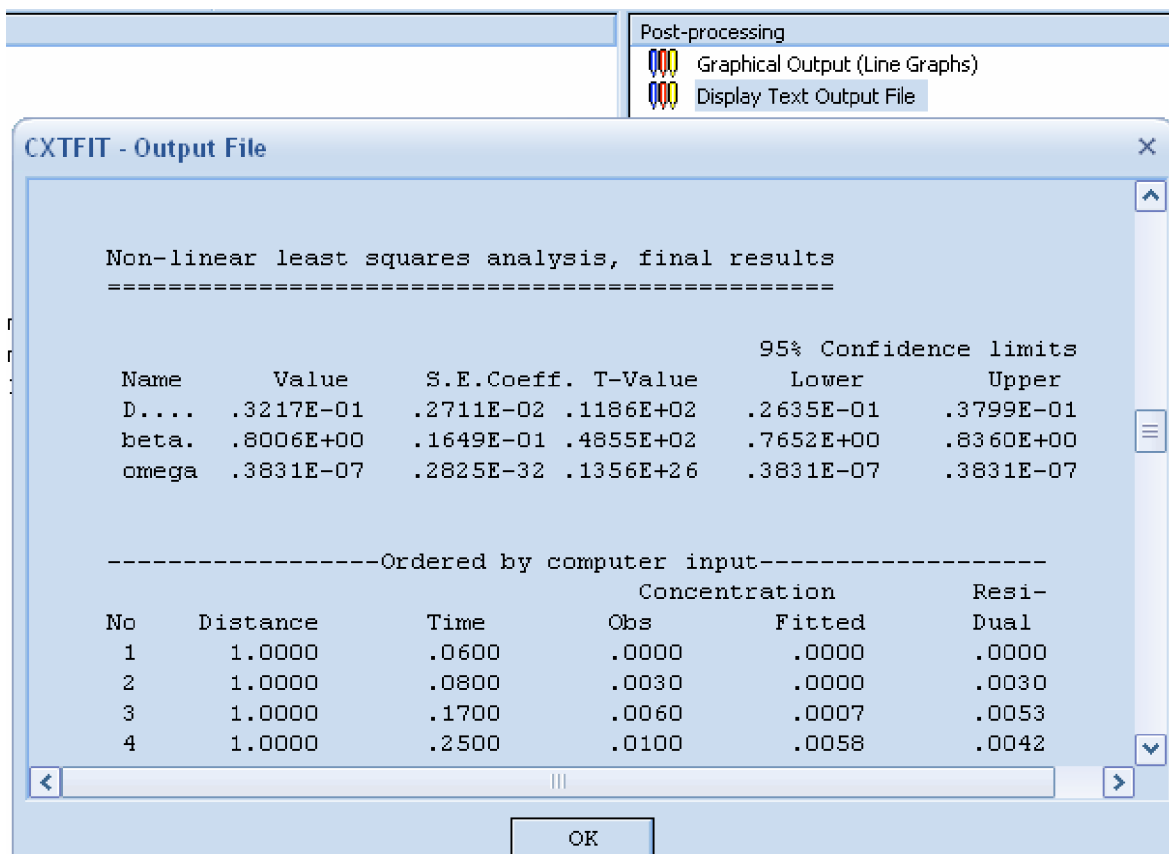 Post-processing
Graphical Output (Line Graphs)
Display Text Output File
CXTFIT - Output File
Non-linear least squares analysis, final results
================================================
95% Confidence limits
Name Value S.E.Coeff. T-Value Lower Upper
D.... .3217E-01 .2711E-02 .1186E+02 .2635E-01 .3799E-01
beta. .8006E+00 .1649E-01 .4855E+02 .7652E+00 .8360E+00
omega .3831E-07 .2825E-32 .1356E+26 .3831E-07 .3831E-07
------------------Ordered by computer input-------------------
Concentration Resi-
No Distance Time Obs Fitted Dual
1 1.0000 .0600 .0000 .0000 .0000
2 1.0000 .0800 .0030 .0000 .0030
3 1.0000 .1700 .0060 .0007 .0053
4 1.0000 .2500 .0100 .0058 .0042
OK